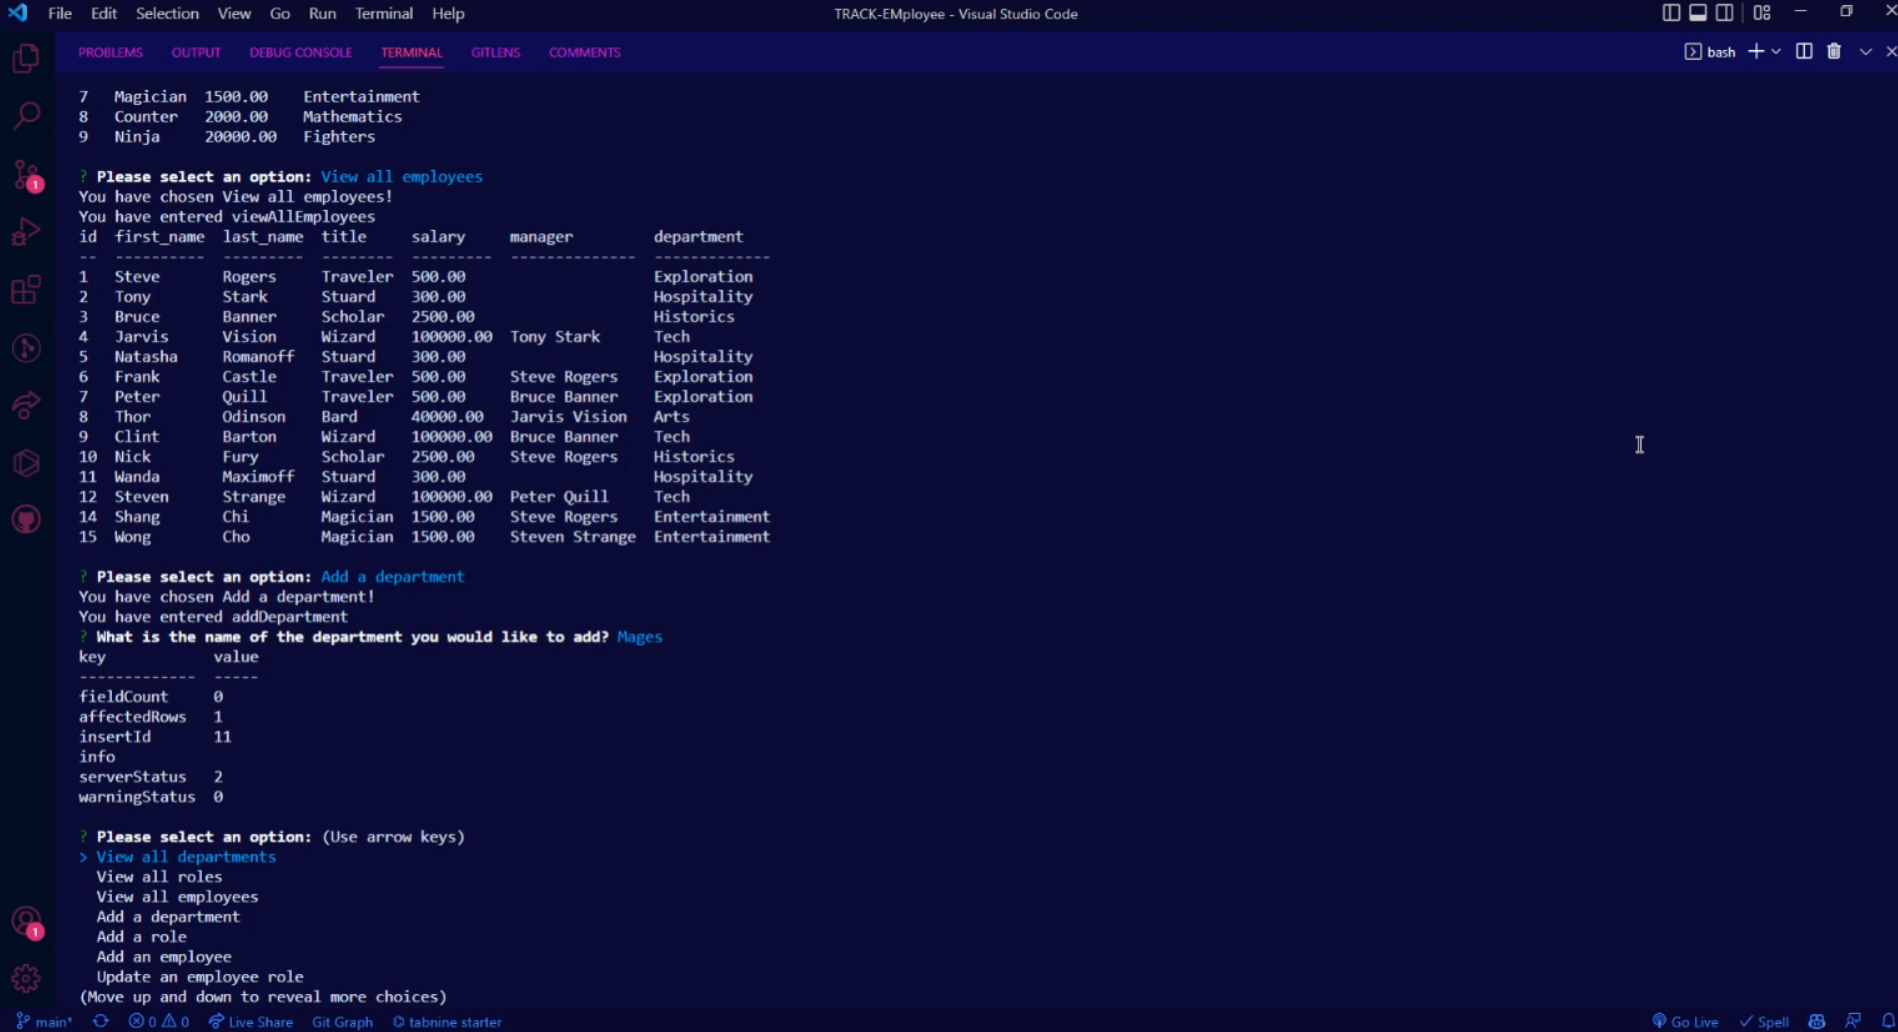 File Edit Selection View Go Run Terminal Help TRACK-EMployee - Visual Studio Code
PROBLEMS OUTPUT DEBUG CONSOLE TERMINAL GITLENS COMMENTS bash
7 Magician 1500.00 Entertainment
8 Counter 2000.00 Mathematics
9 Ninja 20000.00 Fighters
? Please select an option: View all employees
You have chosen View all employees!
You have entered viewAllEmployees
id first_name last_name title salary manager department
-- ---------- --------- -------- --------- -------------- -------------
1 Steve Rogers Traveler 500.00 Exploration
2 Tony Stark Stuard 300.00 Hospitality
3 Bruce Banner Scholar 2500.00 Historics
4 Jarvis Vision Wizard 100000.00 Tony Stark Tech
5 Natasha Romanoff Stuard 300.00 Hospitality
6 Frank Castle Traveler 500.00 Steve Rogers Exploration
7 Peter Quill Traveler 500.00 Bruce Banner Exploration
8 Thor Odinson Bard 40000.00 Jarvis Vision Arts
9 Clint Barton Wizard 100000.00 Bruce Banner Tech
10 Nick Fury Scholar 2500.00 Steve Rogers Historics
11 Wanda Maximoff Stuard 300.00 Hospitality
12 Steven Strange Wizard 100000.00 Peter Quill Tech
14 Shang Chi Magician 1500.00 Steve Rogers Entertainment
15 Wong Cho Magician 1500.00 Steven Strange Entertainment
? Please select an option: Add a department
You have chosen Add a department!
You have entered addDepartment
? What is the name of the department you would like to add? Mages
key value
------------- -----
fieldCount 0
affectedRows 1
insertId 11
info
serverStatus 2
warningStatus 0
? Please select an option: (Use arrow keys)
> View all departments
View all roles
View all employees
Add a department
Add a role
Add an employee
Update an employee role
(Move up and down to reveal more choices)
1
1
main* 0 0 Live Share Git Graph tabnine starter Go Live Spell